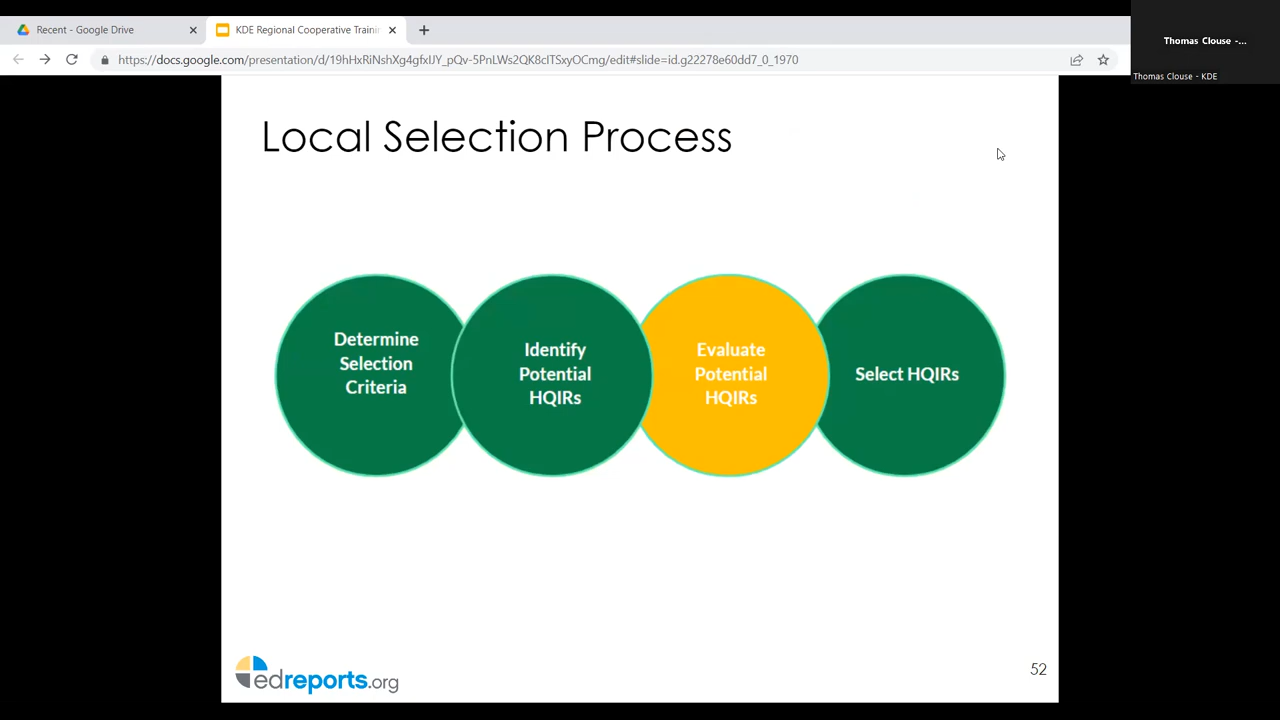 Recent - Google Drive
KDE Regional Cooperative Trainin
https://docs.google.com/presentation/d/19hHxRiNshXg4gfxIJY_pQv-5PnLWs2QK8clTSxyOCmg/edit#slide=id.g22278e60dd7_0_1970
Thomas Clouse -...
Thomas Clouse - KDE
Local Selection Process
Determine
Selection
Criteria
Identify
Potential
HQIRs
Evaluate
Potential
HQIRs
Select HQIRs
edreports.org
52